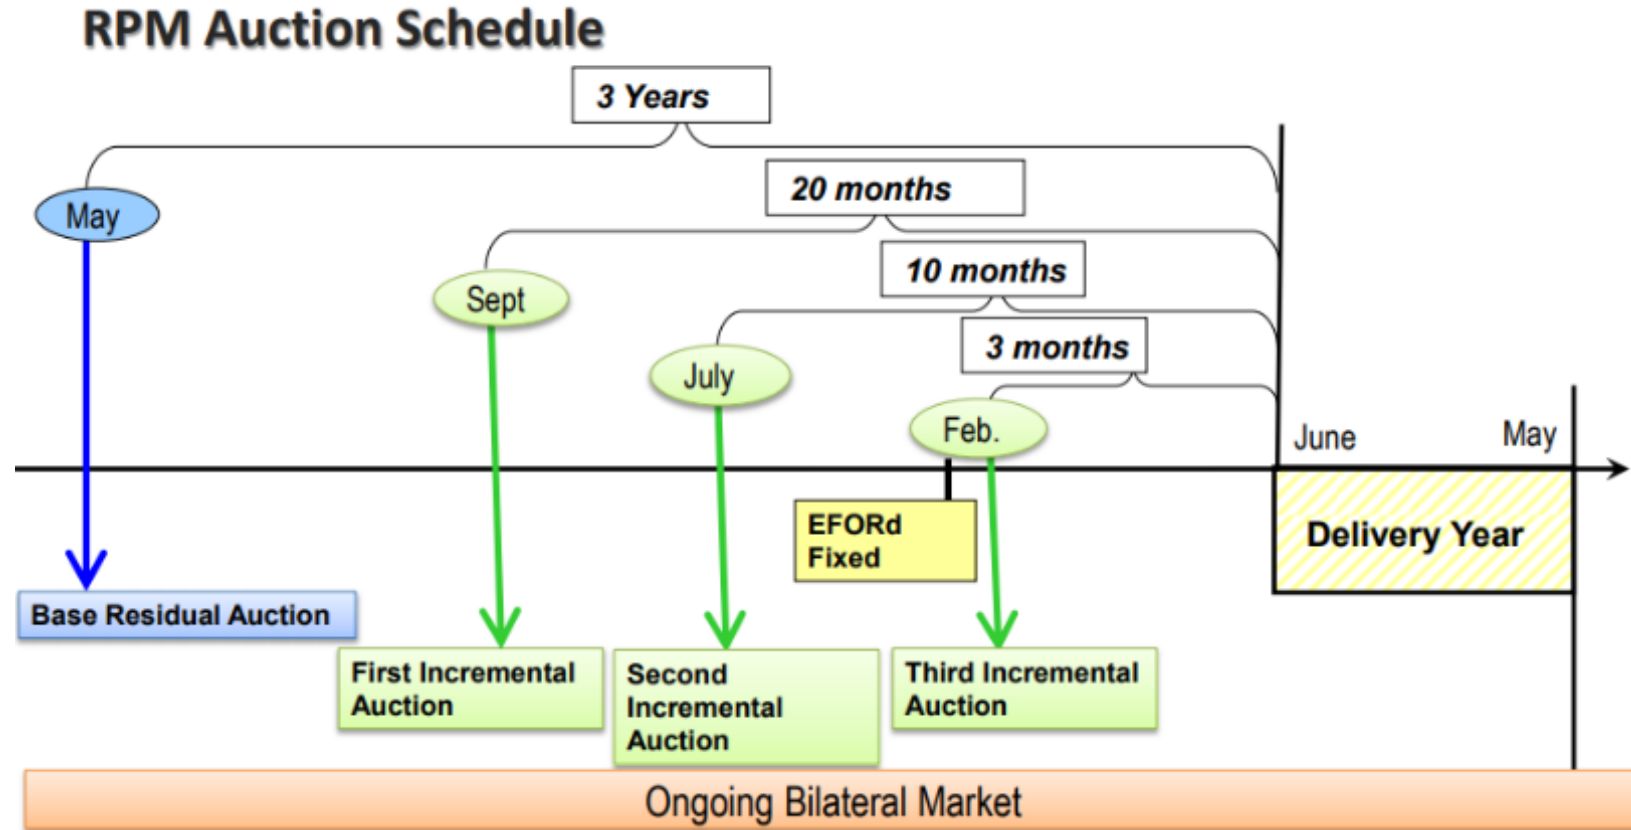 RPM Auction Schedule
3 Years
May
20 months
Sept
10 months
July
3 months
Feb.
June
May
EFORd
Fixed
Delivery Year
Base Residual Auction
First Incremental
Auction
Second
Incremental
Auction
Third Incremental
Auction
Ongoing Bilateral Market